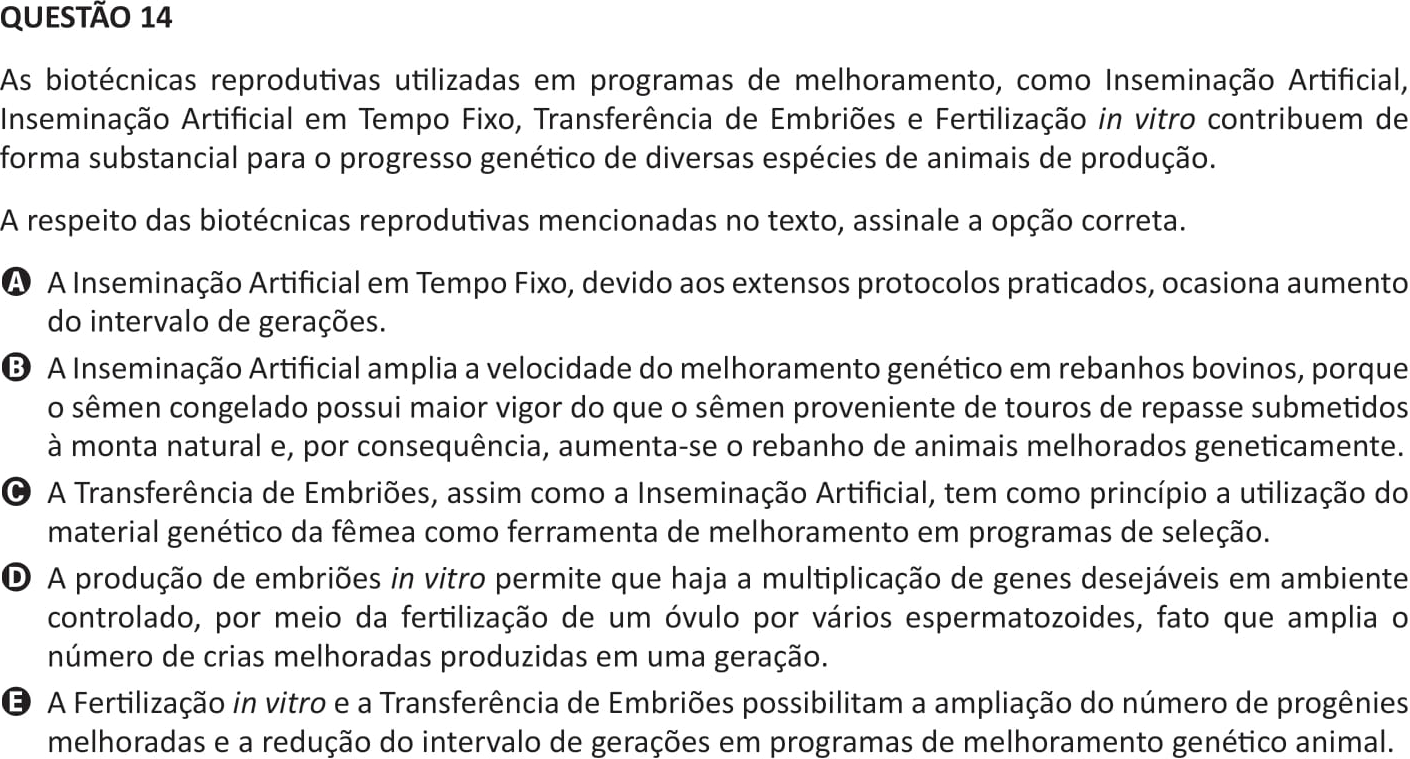 QUESTÃO 14
As biotécnicas reprodutivas utilizadas em programas de melhoramento, como Inseminação Artificial,
Inseminação Artificial em Tempo Fixo, Transferência de Embriões e Fertilização in vitro contribuem de
forma substancial para o progresso genético de diversas espécies de animais de produção.
A respeito das biotécnicas reprodutivas mencionadas no texto, assinale a opção correta.
A A Inseminação Artificial em Tempo Fixo, devido aos extensos protocolos praticados, ocasiona aumento
do intervalo de gerações.
B A Inseminação Artificial amplia a velocidade do melhoramento genético em rebanhos bovinos, porque
o sêmen congelado possui maior vigor do que o sêmen proveniente de touros de repasse submetidos
à monta natural e, por consequência, aumenta-se o rebanho de animais melhorados geneticamente.
C A Transferência de Embriões, assim como a Inseminação Artificial, tem como princípio a utilização do
material genético da fêmea como ferramenta de melhoramento em programas de seleção.
D A produção de embriões in vitro permite que haja a multiplicação de genes desejáveis em ambiente
controlado, por meio da fertilização de um óvulo por vários espermatozoides, fato que amplia o
número de crias melhoradas produzidas em uma geração.
E A Fertilização in vitro e a Transferência de Embriões possibilitam a ampliação do número de progênies
melhoradas e a redução do intervalo de gerações em programas de melhoramento genético animal.